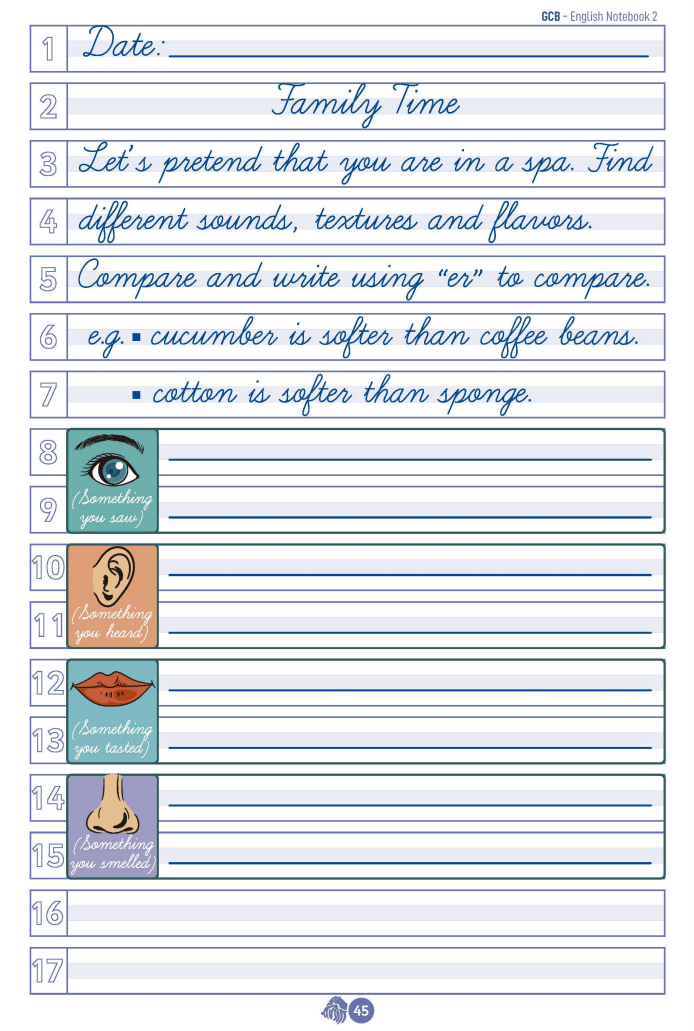 GCB - English Notebook 2
1 Date:
2 Family Time
3 Let's pretend that you are in a spa. Find
4 different sounds, textures and flavors.
5 Compare and write using "er" to compare.
6 e.g. ▪ cucumber is softer than coffee beans.
7 ▪ cotton is softer than sponge.
8
(Something
9
you saw)
10
(Something
11
you heard)
12
(Something
13
you tasted)
14
(Something
15
you smelled)
16
17
45